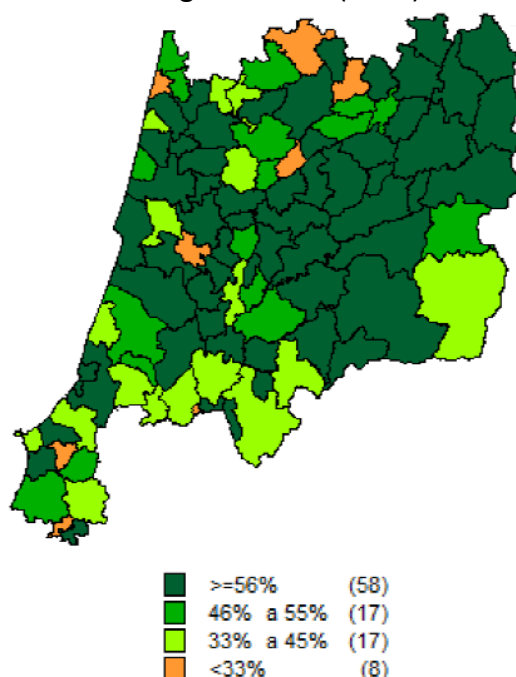 >=56% (58)
46% a 55% (17)
33% a 45% (17)
<33% (8)